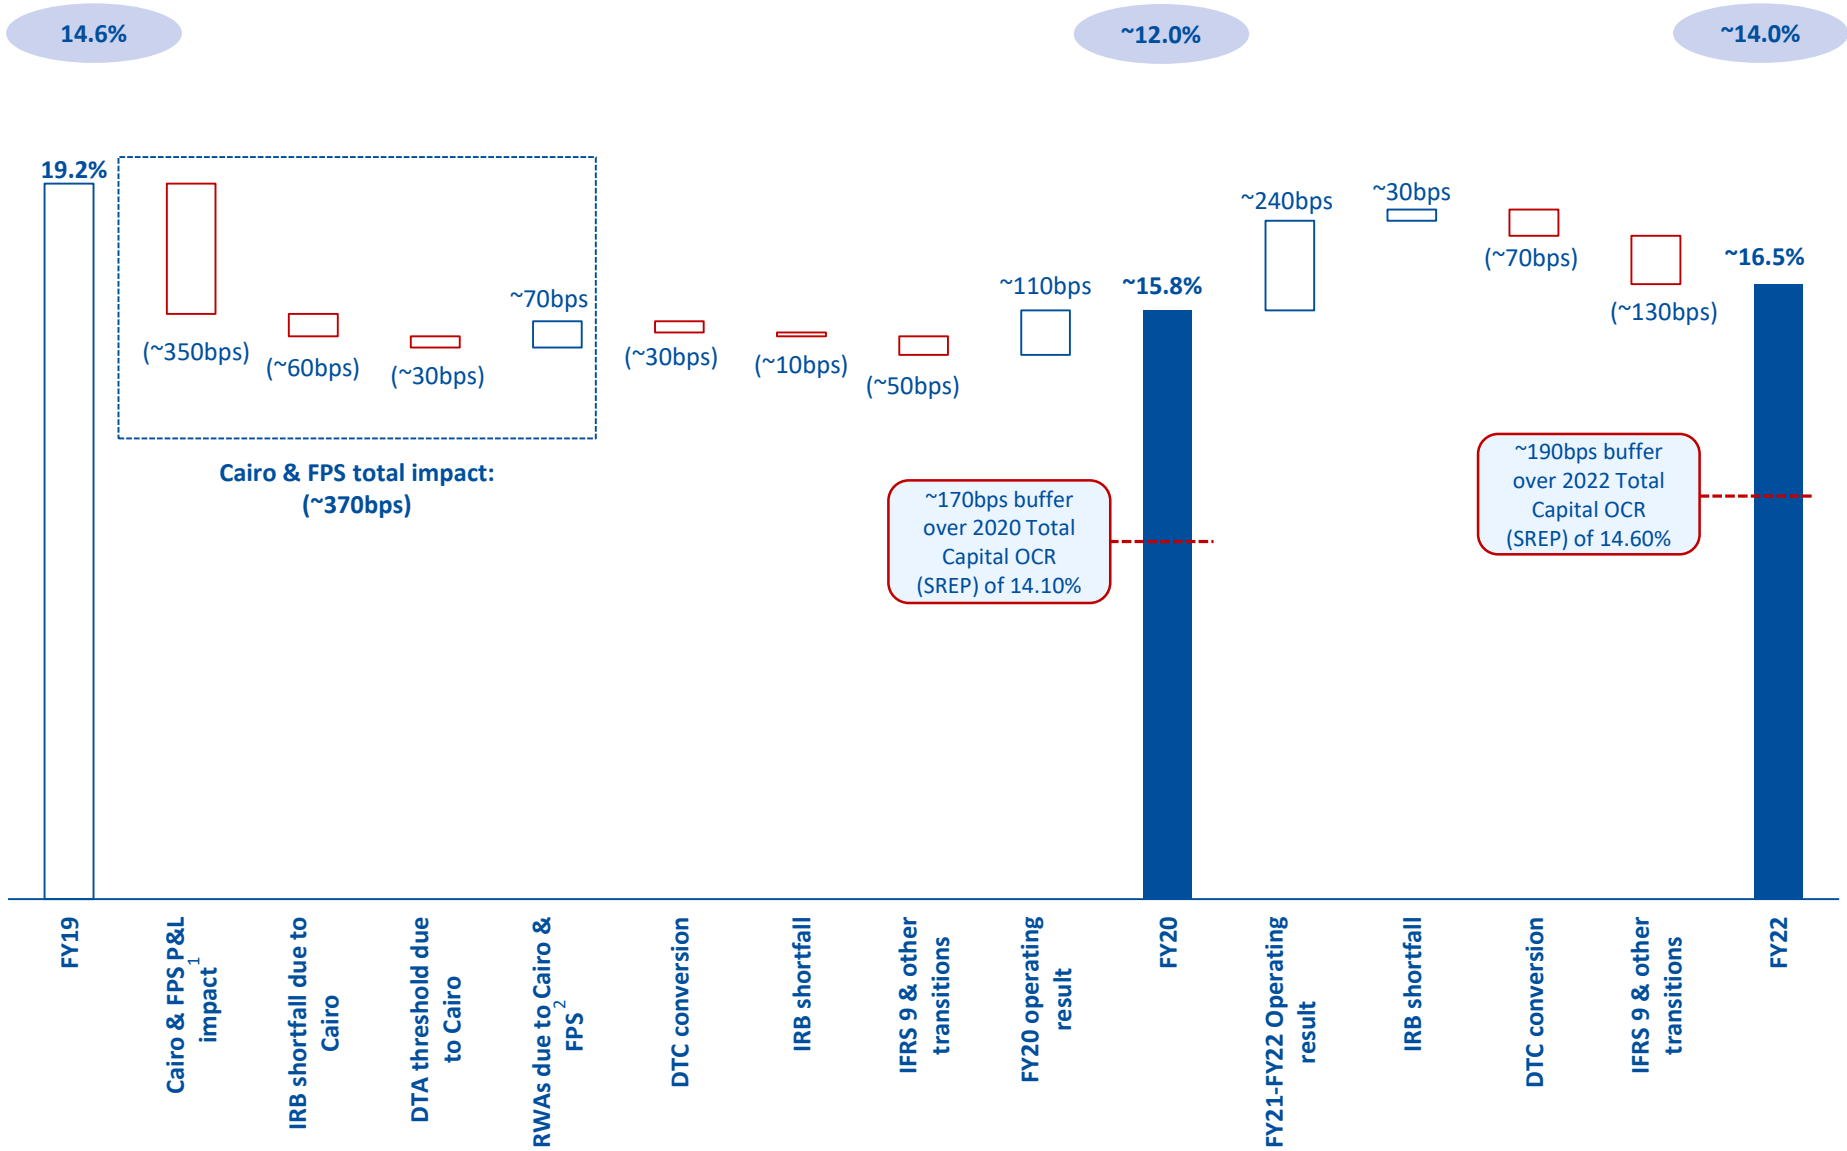 14.6%
~12.0%
~14.0%
19.2%
(~350bps)
(~60bps)
(~30bps)
~70bps
Cairo & FPS total impact:
(~370bps)
(~30bps)
(~10bps)
(~50bps)
~110bps
~15.8%
~170bps buffer
over 2020 Total
Capital OCR
(SREP) of 14.10%
~240bps
~30bps
(~70bps)
(~130bps)
~16.5%
~190bps buffer
over 2022 Total
Capital OCR
(SREP) of 14.60%
FY19
Cairo & FPS P&L
impact1
IRB shortfall due to
Cairo
DTA threshold due
to Cairo
RWAs due to Cairo &
FPS2
DTC conversion
IRB shortfall
IFRS 9 & other
transitions
FY20 operating
result
FY20
FY21-FY22 Operating
result
IRB shortfall
DTC conversion
IFRS 9 & other
transitions
FY22